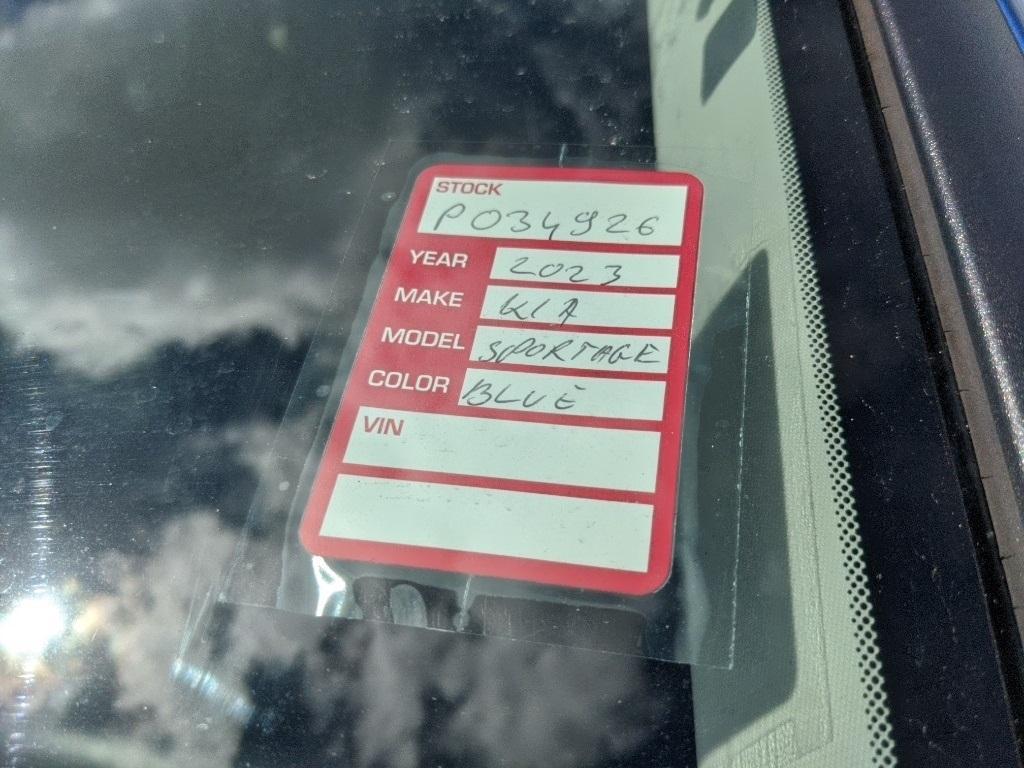 STOCK
P034926
YEAR 2023
MAKE KIA
MODEL SPORTAGE
COLOR BLUE
VIN